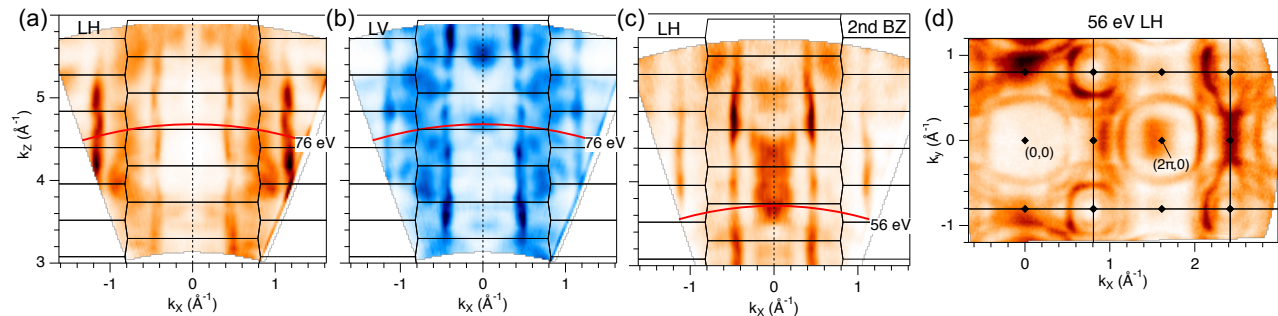 (a) LH
(b) LV
(c) LH 2nd BZ
(d) 56 eV LH
76 eV
76 eV
56 eV
(0,0)
(2π,0)
5
4
3
kZ (Å⁻¹)
-1 0 1
kX (Å⁻¹)
-1 0 1
kX (Å⁻¹)
-1 0 1
kX (Å⁻¹)
1
0
-1
ky (Å⁻¹)
0 1 2
kX (Å⁻¹)